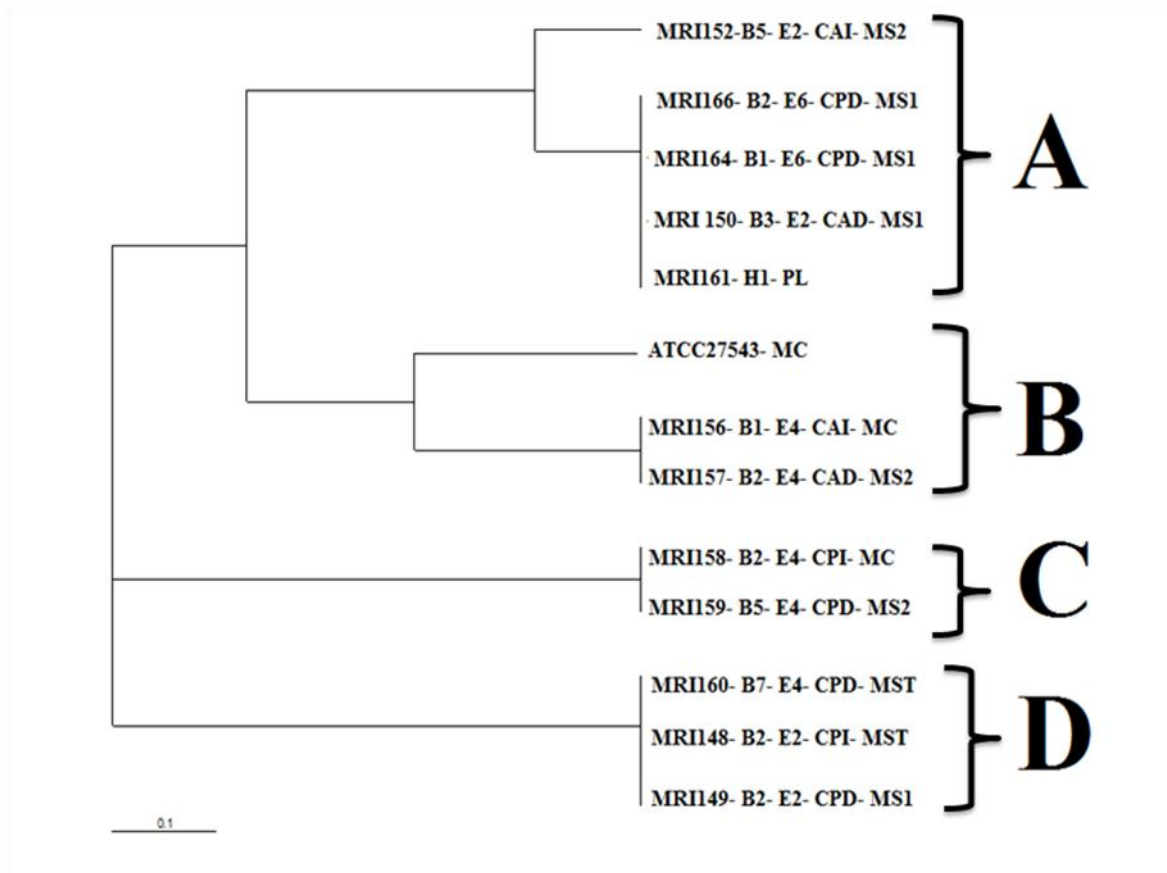 MRI152-B5- E2- CAI- MS2
MRI166- B2- E6- CPD- MS1
MRI164- B1- E6- CPD- MS1
MRI 150- B3- E2- CAD- MS1
MRI161- H1- PL
A
ATCC27543- MC
MRI156- B1- E4- CAI- MC
MRI157- B2- E4- CAD- MS2
B
MRI158- B2- E4- CPI- MC
MRI159- B5- E4- CPD- MS2
C
MRI160- B7- E4- CPD- MST
MRI148- B2- E2- CPI- MST
MRI149- B2- E2- CPD- MS1
D
0.1